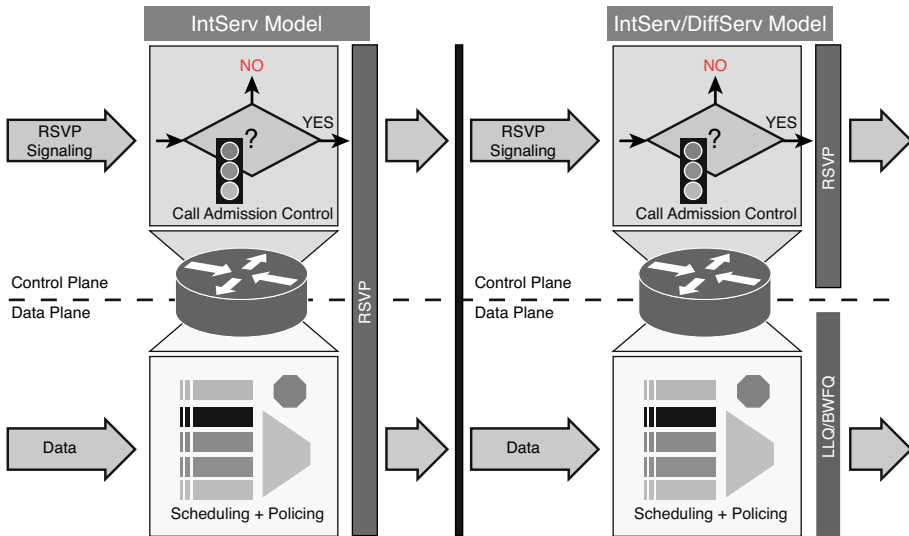 IntServ Model
NO
YES
?
RSVP
Signaling
Call Admission Control
Control Plane
Data Plane
RSVP
Data
Scheduling + Policing
IntServ/DiffServ Model
NO
YES
?
RSVP
Signaling
Call Admission Control
RSVP
Control Plane
Data Plane
LLQ/BWFQ
Data
Scheduling + Policing